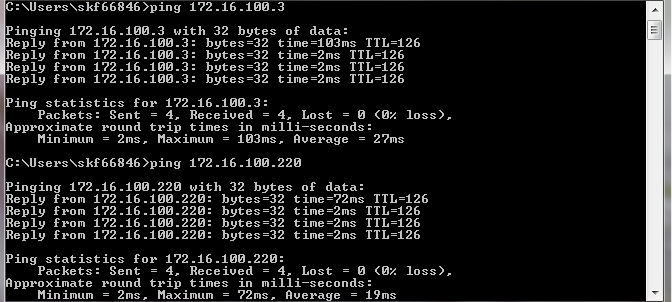 C:\Users\skf66846>ping 172.16.100.3
Pinging 172.16.100.3 with 32 bytes of data:
Reply from 172.16.100.3: bytes=32 time=103ms TTL=126
Reply from 172.16.100.3: bytes=32 time=2ms TTL=126
Reply from 172.16.100.3: bytes=32 time=2ms TTL=126
Reply from 172.16.100.3: bytes=32 time=2ms TTL=126
Ping statistics for 172.16.100.3:
Packets: Sent = 4, Received = 4, Lost = 0 (0% loss),
Approximate round trip times in milli-seconds:
Minimum = 2ms, Maximum = 103ms, Average = 27ms
C:\Users\skf66846>ping 172.16.100.220
Pinging 172.16.100.220 with 32 bytes of data:
Reply from 172.16.100.220: bytes=32 time=72ms TTL=126
Reply from 172.16.100.220: bytes=32 time=2ms TTL=126
Reply from 172.16.100.220: bytes=32 time=2ms TTL=126
Reply from 172.16.100.220: bytes=32 time=2ms TTL=126
Ping statistics for 172.16.100.220:
Packets: Sent = 4, Received = 4, Lost = 0 (0% loss),
Approximate round trip times in milli-seconds:
Minimum = 2ms, Maximum = 72ms, Average = 19ms